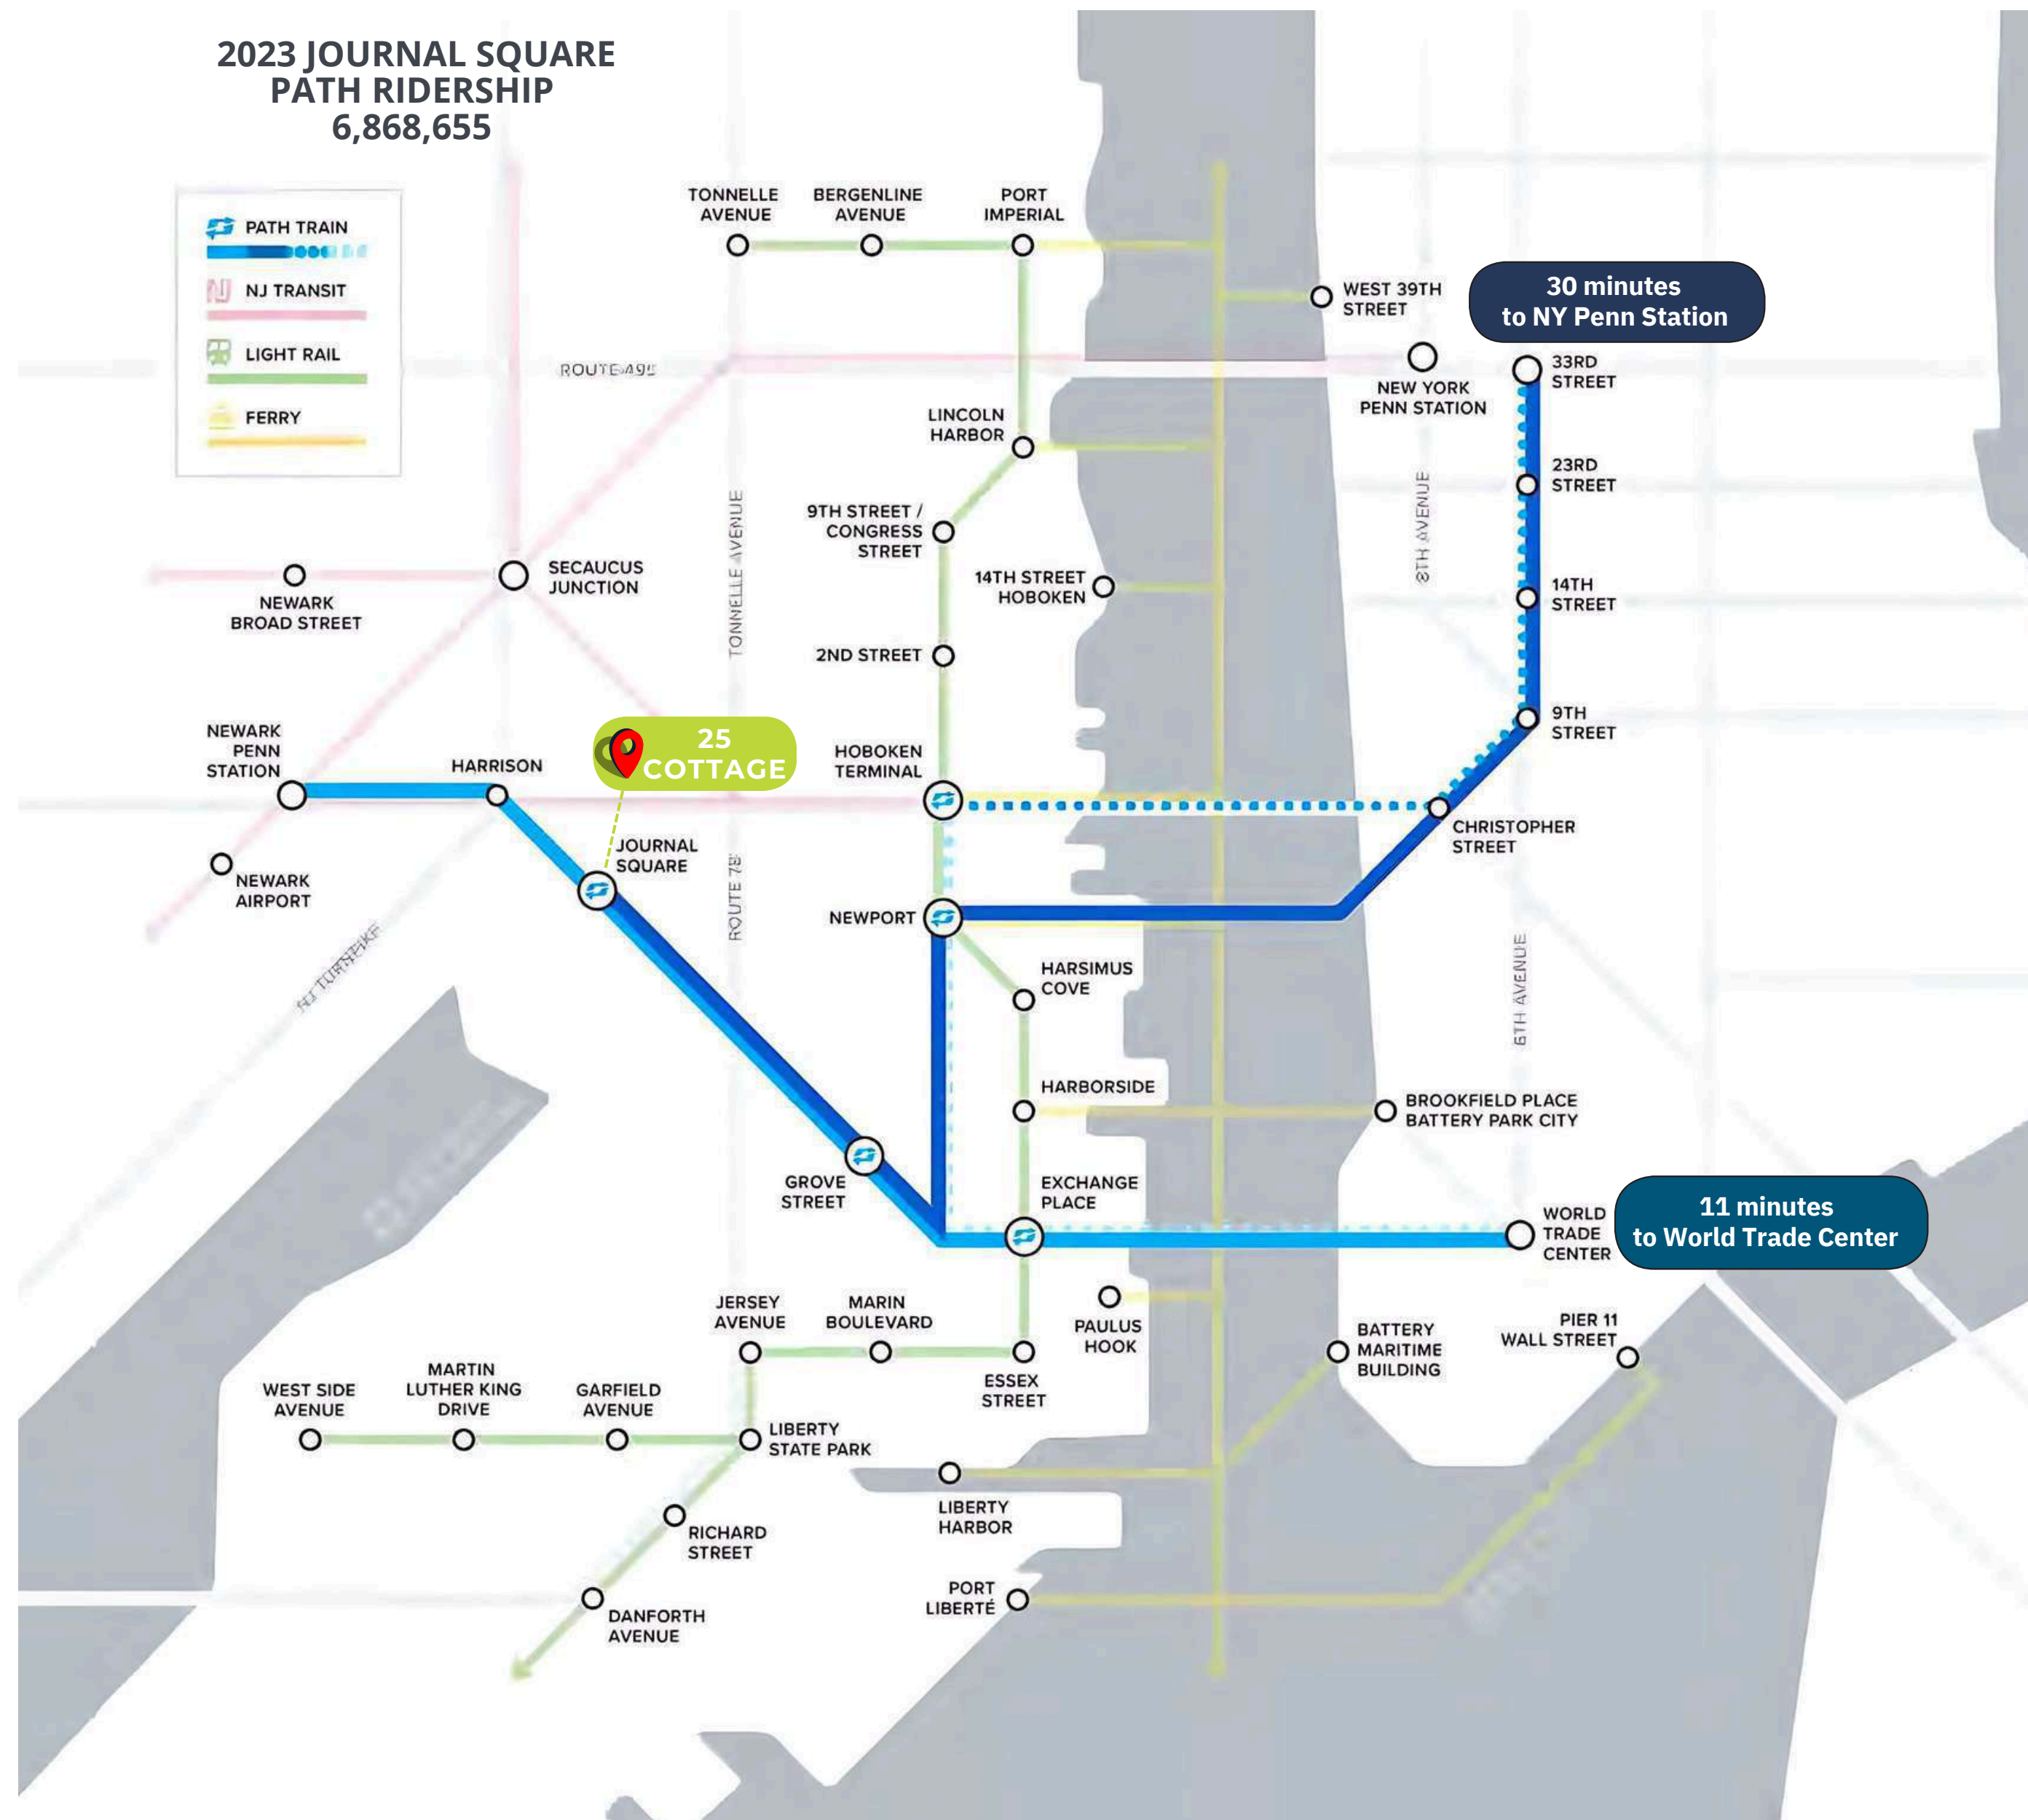 2023 JOURNAL SQUARE
PATH RIDERSHIP
6,868,655
PATH TRAIN
NJ TRANSIT
LIGHT RAIL
FERRY
TONNELLE
AVENUE
BERGENLINE
AVENUE
PORT
IMPERIAL
WEST 39TH
STREET
30 minutes
to NY Penn Station
ROUTE 495
NEW YORK
PENN STATION
33RD
STREET
LINCOLN
HARBOR
23RD
STREET
9TH STREET /
CONGRESS
STREET
TONNELLE AVENUE
8TH AVENUE
SECAUCUS
JUNCTION
NEWARK
BROAD STREET
14TH STREET
HOBOKEN
14TH
STREET
2ND STREET
NEWARK
PENN
STATION
HARRISON
25
COTTAGE
HOBOKEN
TERMINAL
9TH
STREET
CHRISTOPHER
STREET
JOURNAL
SQUARE
NEWARK
AIRPORT
ROUTE 78
NEWPORT
NJ TURNPIKE
HARSIMUS
COVE
6TH AVENUE
HARBORSIDE
BROOKFIELD PLACE
BATTERY PARK CITY
GROVE
STREET
EXCHANGE
PLACE
WORLD
TRADE
CENTER
11 minutes
to World Trade Center
JERSEY
AVENUE
MARIN
BOULEVARD
PAULUS
HOOK
BATTERY
MARITIME
BUILDING
PIER 11
WALL STREET
WEST SIDE
AVENUE
MARTIN
LUTHER KING
DRIVE
GARFIELD
AVENUE
ESSEX
STREET
LIBERTY
STATE PARK
LIBERTY
HARBOR
RICHARD
STREET
PORT
LIBERTÉ
DANFORTH
AVENUE